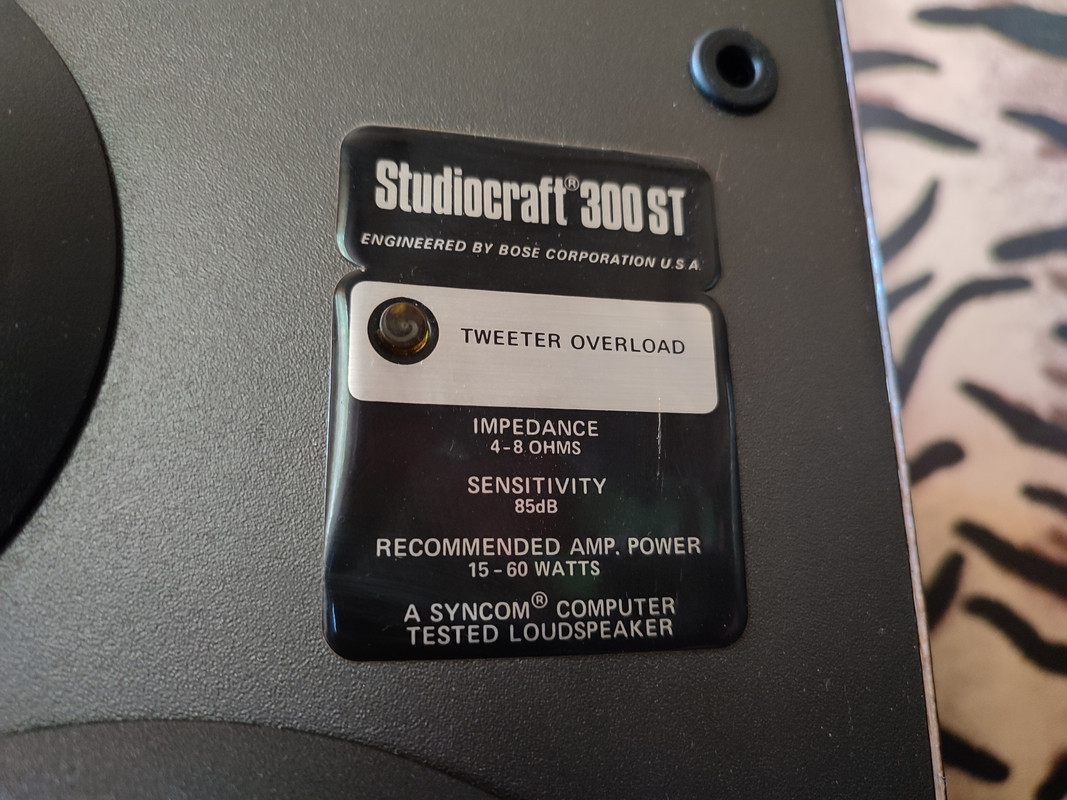 Studiocraft® 300 ST
ENGINEERED BY BOSE CORPORATION U.S.A.
TWEETER OVERLOAD
IMPEDANCE
4-8 OHMS
SENSITIVITY
85dB
RECOMMENDED AMP. POWER
15-60 WATTS
A SYNCOM® COMPUTER
TESTED LOUDSPEAKER